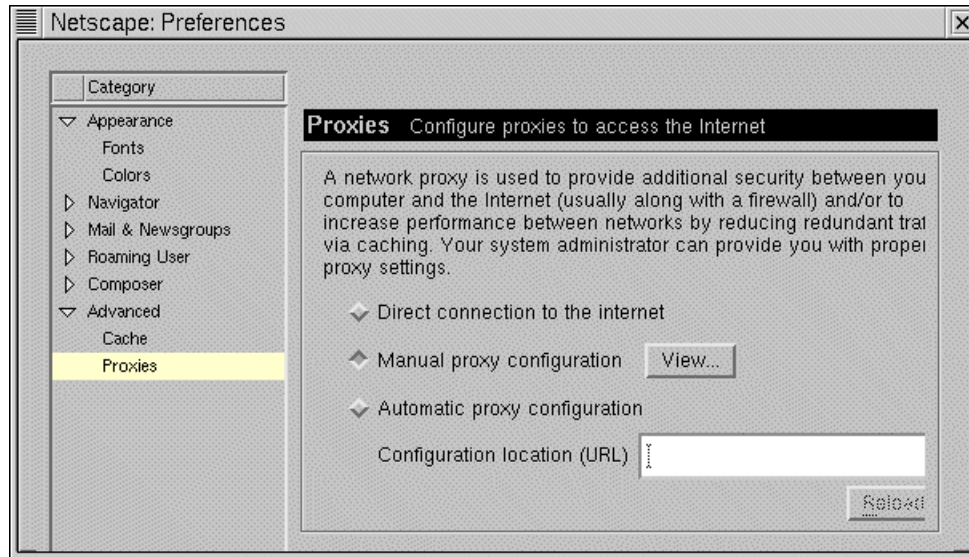 Netscape: Preferences
Category
Appearance
Fonts
Colors
Navigator
Mail & Newsgroups
Roaming User
Composer
Advanced
Cache
Proxies
Proxies Configure proxies to access the Internet
A network proxy is used to provide additional security between you
computer and the Internet (usually along with a firewall) and/or to
increase performance between networks by reducing redundant traf
via caching. Your system administrator can provide you with proper
proxy settings.
Direct connection to the internet
Manual proxy configuration View...
Automatic proxy configuration
Configuration location (URL)
Reload